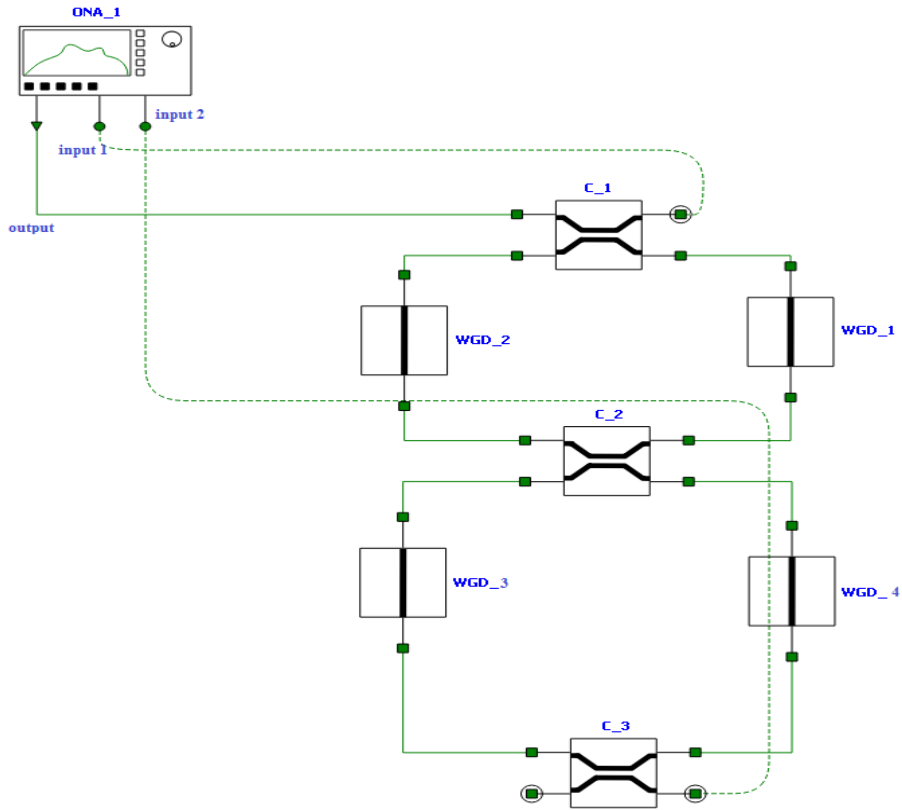 ONA_1
input 2
input 1
C_1
output
WGD_1
WGD_2
C_2
WGD_3
WGD_ 4
C_3